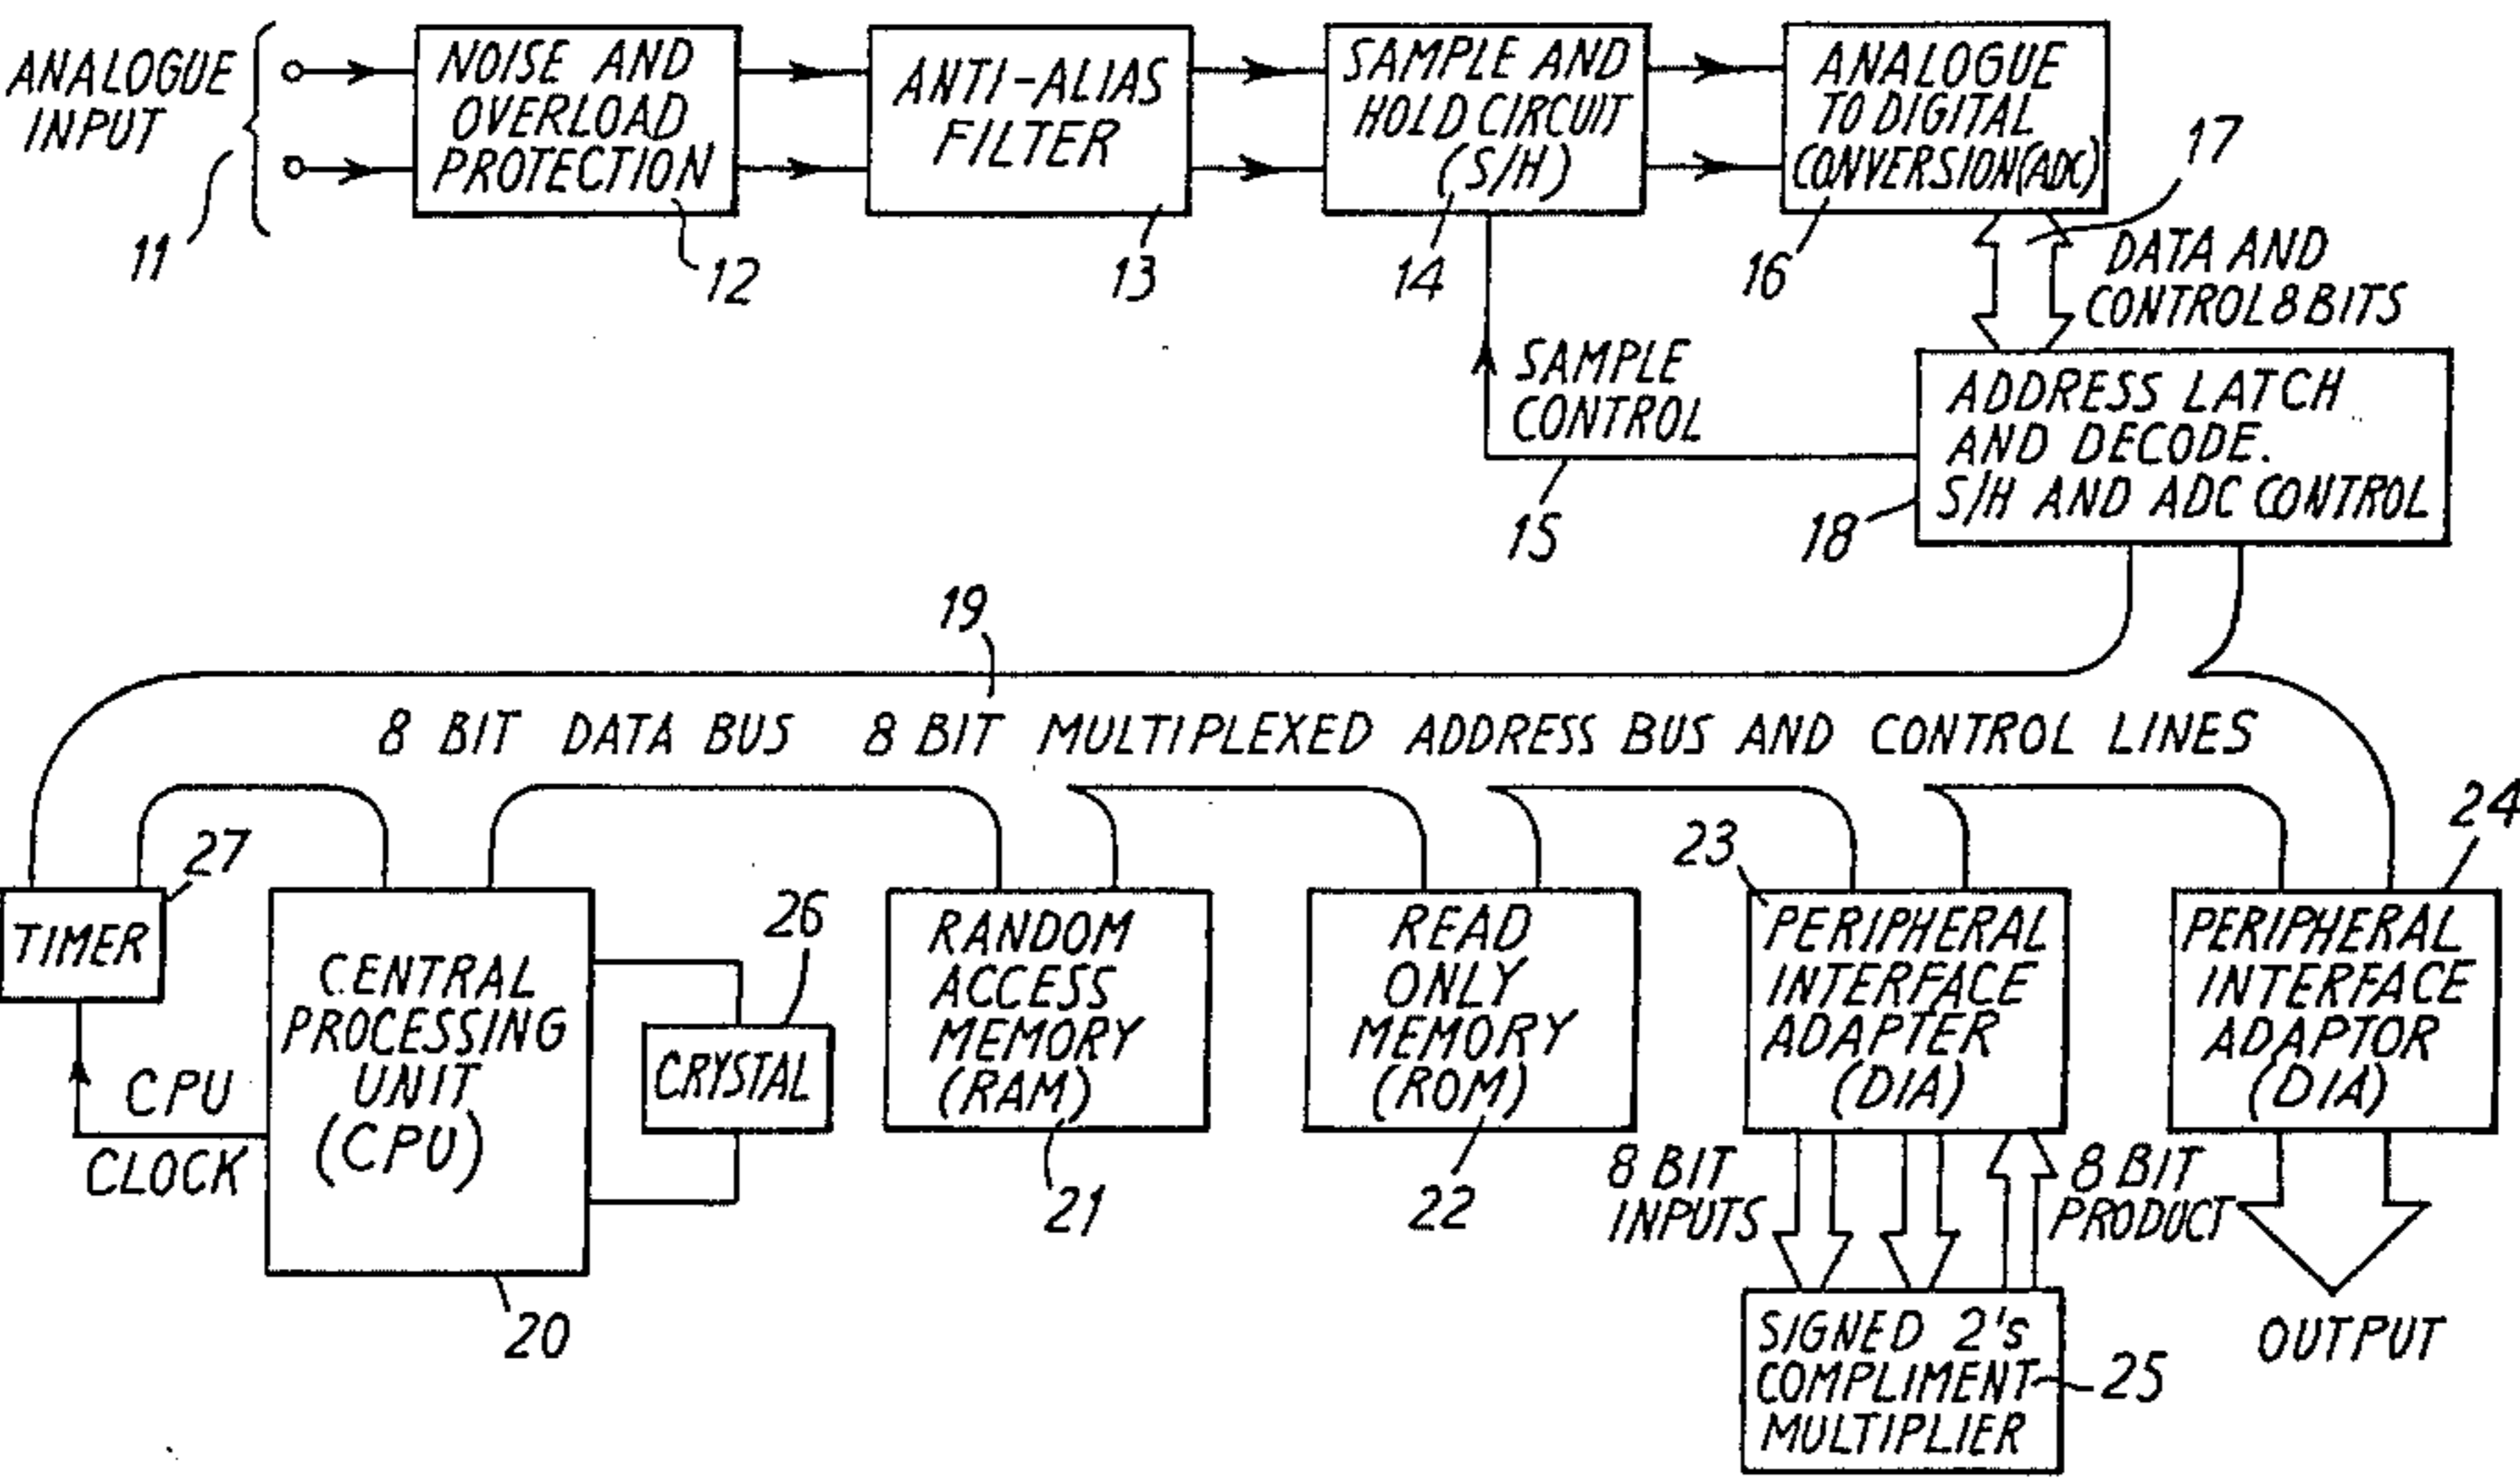 ANALOGUE
INPUT
11
NOISE AND
OVERLOAD
PROTECTION
12
ANTI-ALIAS
FILTER
13
SAMPLE AND
HOLD CIRCUIT
(S/H)
14
ANALOGUE
TO DIGITAL
CONVERSION(ADC)
16
17
DATA AND
CONTROL 8 BITS
SAMPLE
CONTROL
15
ADDRESS LATCH
AND DECODE.
S/H AND ADC CONTROL
18
19
8 BIT DATA BUS 8 BIT MULTIPLEXED ADDRESS BUS AND CONTROL LINES
27
TIMER
CPU
CLOCK
CENTRAL
PROCESSING
UNIT
(CPU)
20
26
CRYSTAL
RANDOM
ACCESS
MEMORY
(RAM)
21
READ
ONLY
MEMORY
(ROM)
22
23
PERIPHERAL
INTERFACE
ADAPTER
(DIA)
24
PERIPHERAL
INTERFACE
ADAPTOR
(DIA)
8 BIT
INPUTS
8 BIT
PRODUCT
SIGNED 2's
COMPLIMENT
MULTIPLIER
25
OUTPUT